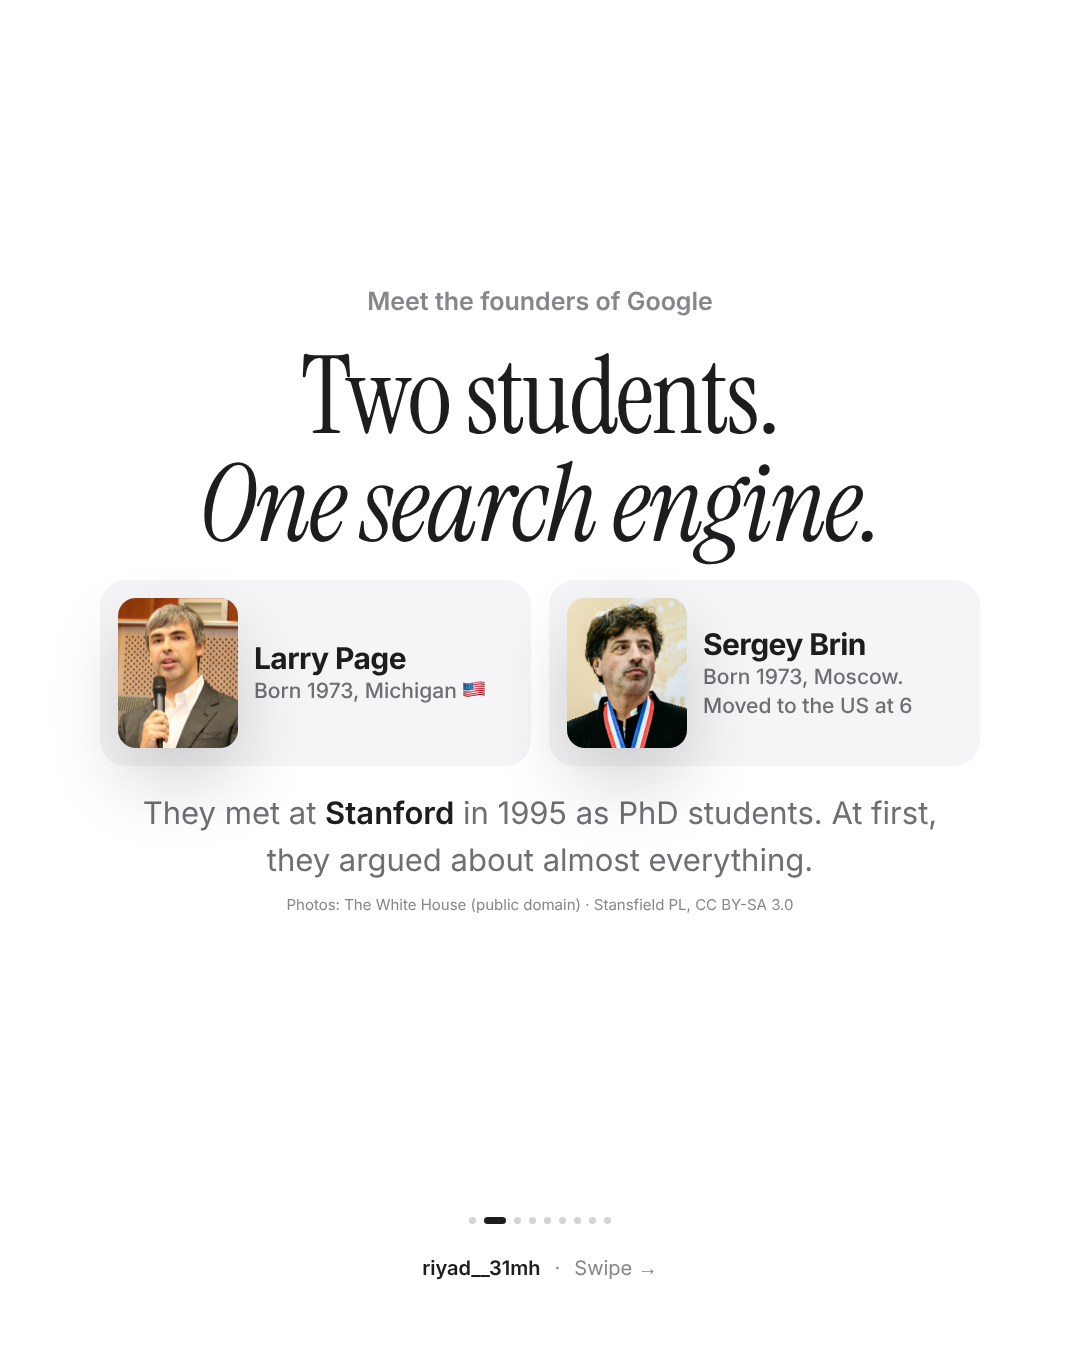 Meet the founders of Google
Two students.
One search engine.
Larry Page
Born 1973, Michigan 🇺🇸
Sergey Brin
Born 1973, Moscow.
Moved to the US at 6
They met at Stanford in 1995 as PhD students. At first,
they argued about almost everything.
Photos: The White House (public domain) · Stansfield PL, CC BY-SA 3.0
riyad__31mh · Swipe →